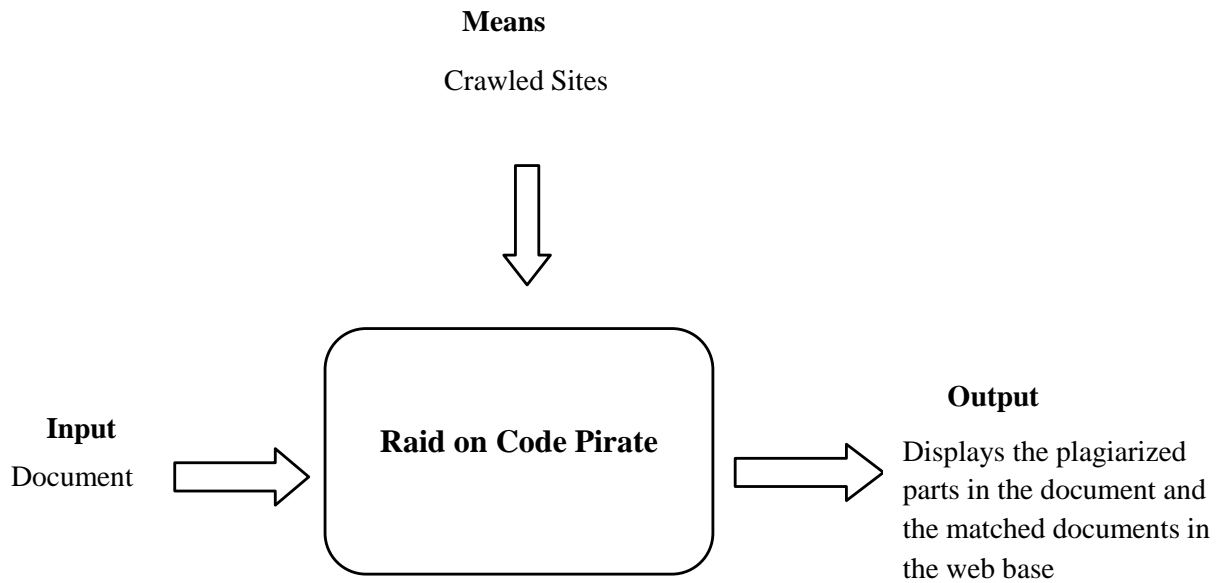 Means
Crawled Sites
Input
Document
Raid on Code Pirate
Output
Displays the plagiarized
parts in the document and
the matched documents in
the web base